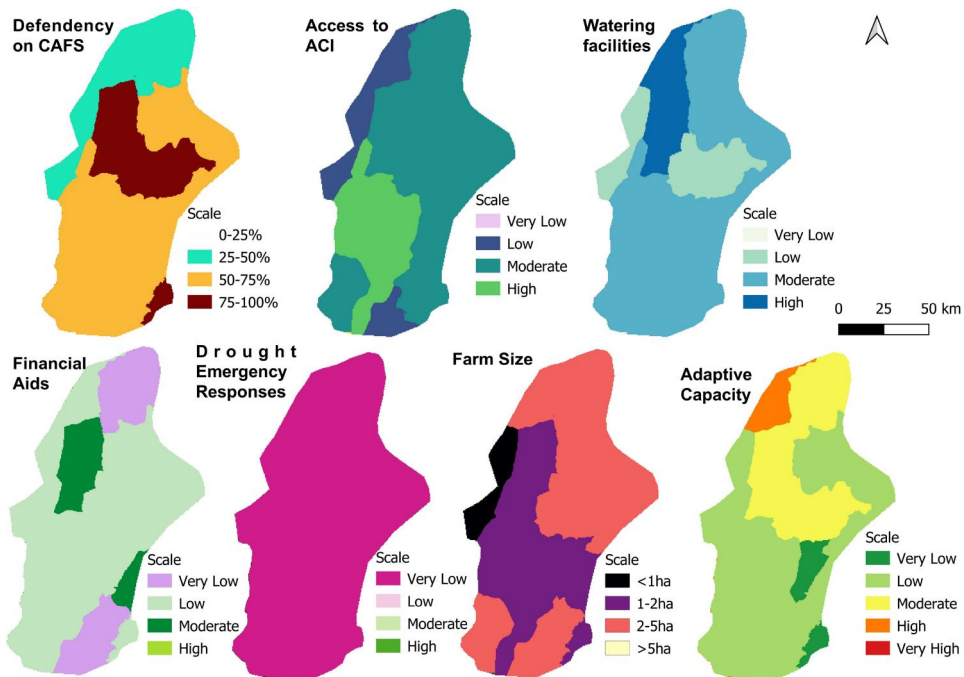 Defendency
on CAFS
Scale
0-25%
25-50%
50-75%
75-100%
Access to
ACI
Scale
Very Low
Low
Moderate
High
Watering
facilities
Scale
Very Low
Low
Moderate
High
0 25 50 km
Financial
Aids
Scale
Very Low
Low
Moderate
High
Drought
Emergency
Responses
Scale
Very Low
Low
Moderate
High
Farm Size
Scale
<1ha
1-2ha
2-5ha
>5ha
Adaptive
Capacity
Scale
Very Low
Low
Moderate
High
Very High